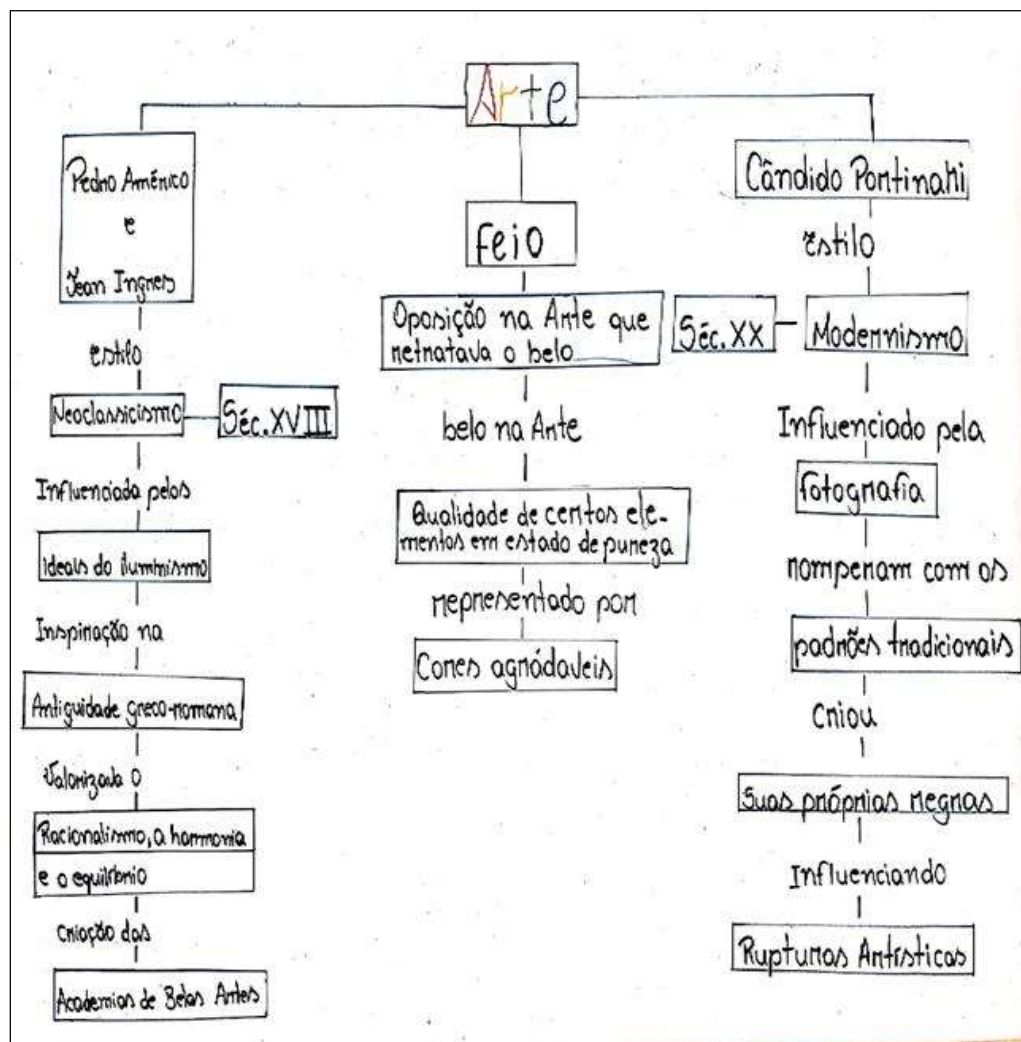 Arte
Pedro Américo
e
Jean Ingres
estilo
Neoclassicismo
Séc. XVIII
Influenciada pelos
ideais do iluminismo
Inspiração na
Antiguidade greco-romana
Valorizava o
Racionalismo, a harmonia
e o equilíbrio
criação das
Academias de Belas Artes
Feio
Oposição na Arte que
retratava o belo
belo na Arte
Qualidade de certos ele-
mentos em estado de pureza
representado por
Cores agrádaveis
Cândido Portinari
Estilo
Séc. XX
Modernismo
Influenciado pela
fotografia
romperam com os
padrões tradicionais
Criou
Suas próprias regras
Influenciando
Rupturas Artísticas